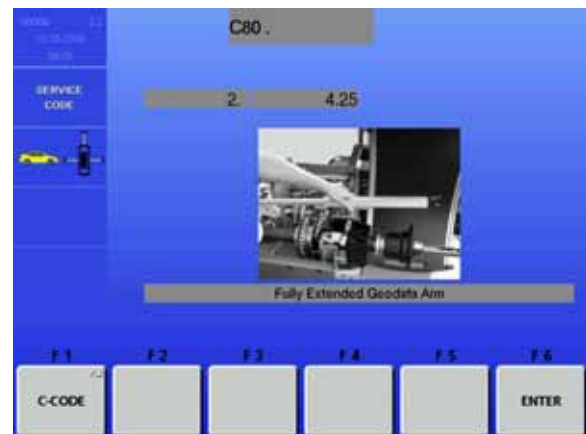 C80 .
SERVICE
CODE
2. 4.25
Fully Extended Geodata Arm
F 1 F 2 F 3 F 4 F 5 F 6
C-CODE ENTER